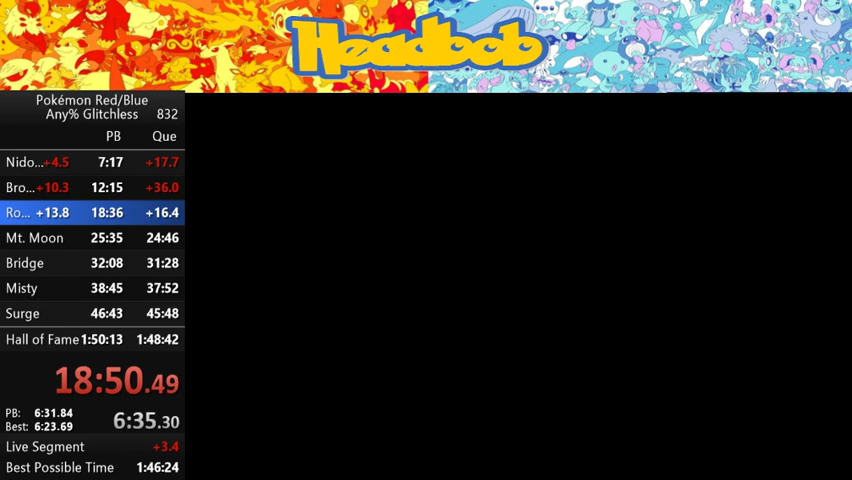 Headbob
Pokémon Red/Blue
Any% Glitchless 832
PB Que
Nido... +4.5 7:17 +17.7
Bro... +10.3 12:15 +36.0
Ro... +13.8 18:36 +16.4
Mt. Moon 25:35 24:46
Bridge 32:08 31:28
Misty 38:45 37:52
Surge 46:43 45:48
Hall of Fame 1:50:13 1:48:42
18:50.49
PB: 6:31.84
Best: 6:23.69
6:35.30
Live Segment +3.4
Best Possible Time 1:46:24